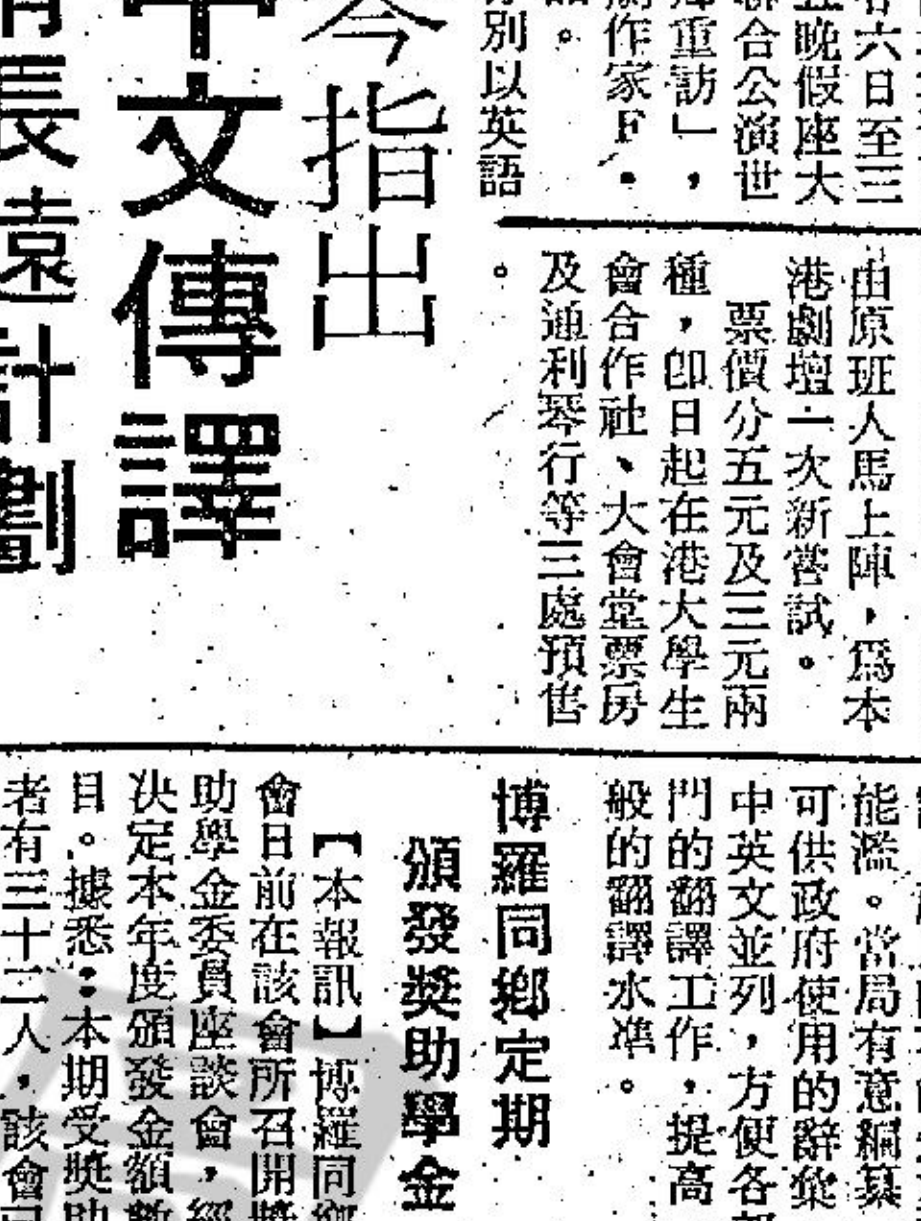 六日至三
五晚假座大
聯合公演世
鄉重訪」，
劇作家F·
別以英語
由原班人馬上陣，爲本
港劇壇一次新嘗試。
票價分五元及三元兩
種，即日起在港大學生
會合作社、大會堂票房
及通利琴行等三處預售
。
今指出
中文傳譯
長遠計劃
能濫。當局有意編纂
可供政府使用的辭彙
中英文並列，方便各部
門的翻譯工作，提高
般的翻譯水準。
博羅同鄉定期
頒發獎助學金
【本報訊】博羅同鄉
會日前在該會所召開獎
助學金委員座談會，經
決定本年度頒發金額數
目。據悉：本期受獎助
者有三十三人，該會已